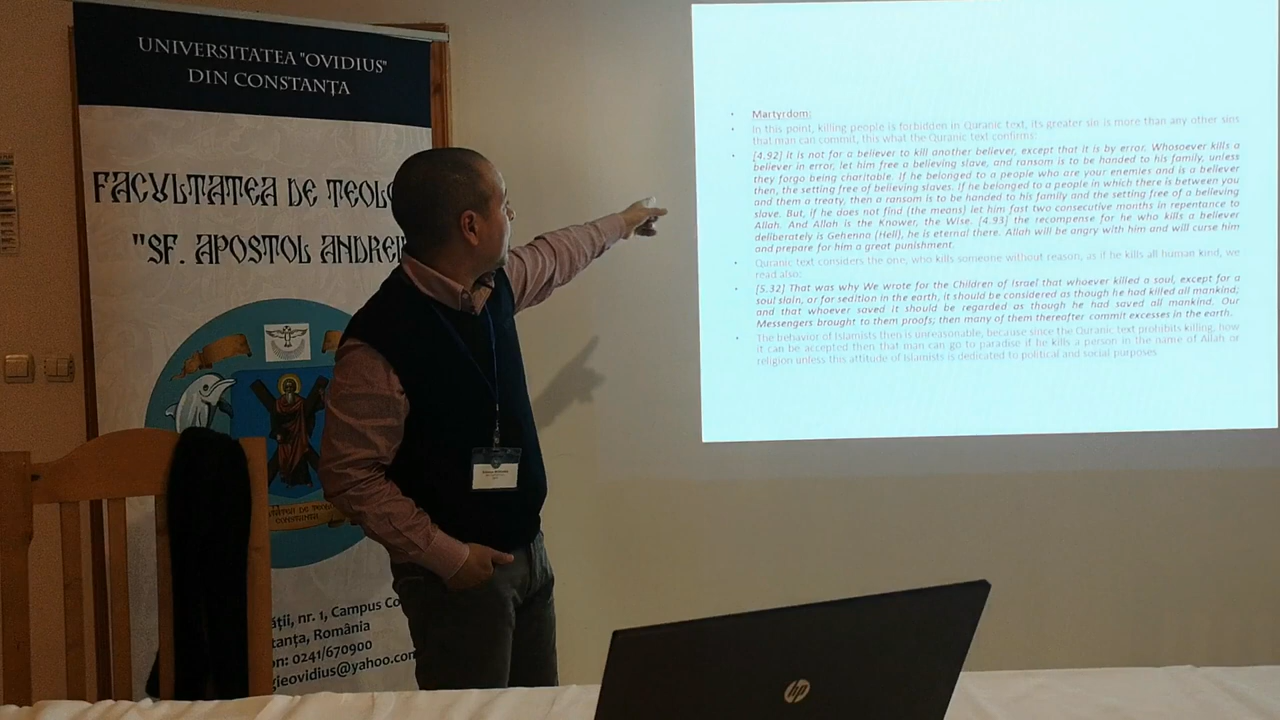 UNIVERSITATEA "OVIDIUS"
DIN CONSTANȚA
FACULTATEA DE TEOLO
"SF. APOSTOL ANDREI
TATEA DE TEOLO
CONSTANȚA
ății, nr. 1, Campus Co
tanța, România
on: 0241/670900
gieovidius@yahoo.com
• Martyrdom:
• In this point, killing people is forbidden in Quranic text, its greater sin is more than any other sins
that man can commit, this what the Quranic text confirms:
• [4.92] it is not for a believer to kill another believer, except that it is by error. Whosoever kills a
believer in error, let him free a believing slave, and ransom is to be handed to his family, unless
they forgo being charitable. If he belonged to a people who are your enemies and is a believer
then, the setting free of believing slaves. If he belonged to a people in which there is between you
and them a treaty, then a ransom is to be handed to his family and the setting free of a believing
slave. But, if he does not find (the means) let him fast two consecutive months in repentance to
Allah. And Allah is the Knower, the Wise. [4.93] the recompense for he who kills a believer
deliberately is Gehenna (Hell), he is eternal there. Allah will be angry with him and will curse him
and prepare for him a great punishment.
• Quranic text considers the one, who kills someone without reason, as if he kills all human kind, we
read also:
• [5.32] That was why We wrote for the Children of Israel that whoever killed a soul, except for a
soul slain, or for sedition in the earth, it should be considered as though he had killed all mankind;
and that whoever saved it should be regarded as though he had saved all mankind. Our
Messengers brought to them proofs; then many of them thereafter commit excesses in the earth.
• The behavior of Islamists then is unreasonable, because since the Quranic text prohibits killing, how
it can be accepted then that man can go to paradise if he kills a person in the name of Allah or
religion unless this attitude of Islamists is dedicated to political and social purposes
hp